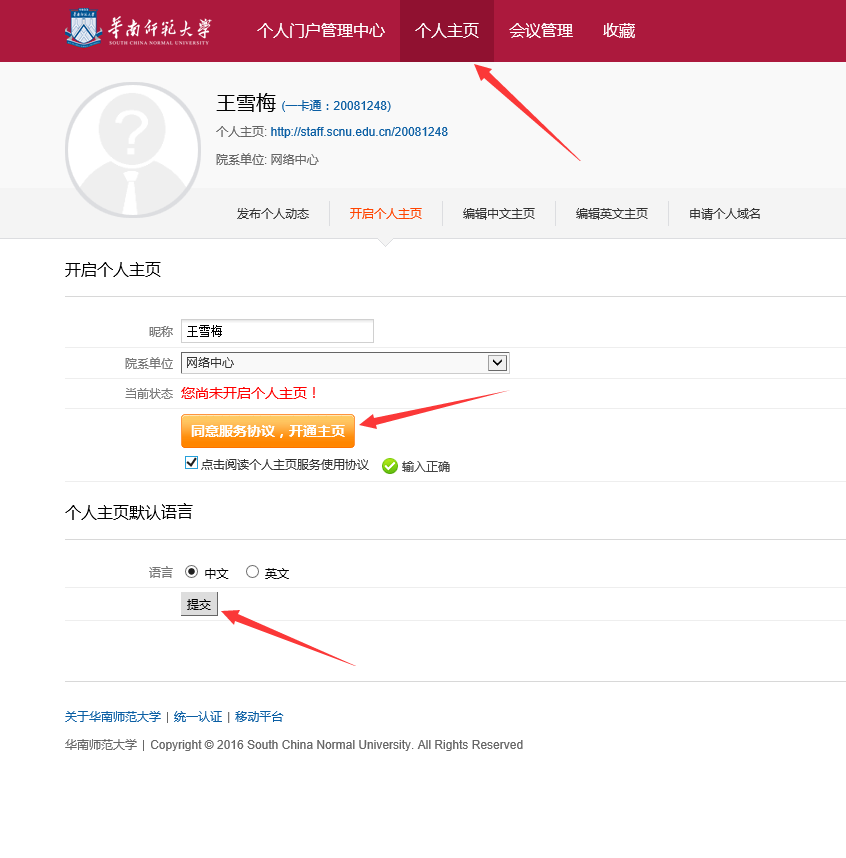 華南師範大學
SOUTH CHINA NORMAL UNIVERSITY
个人门户管理中心 个人主页 会议管理 收藏
王雪梅 (一卡通：20081248)
个人主页: http://staff.scnu.edu.cn/20081248
院系单位: 网络中心
发布个人动态 开启个人主页 编辑中文主页 编辑英文主页 申请个人域名
开启个人主页
昵称 王雪梅
院系单位 网络中心
当前状态 您尚未开启个人主页！
同意服务协议，开通主页
点击阅读个人主页服务使用协议 输入正确
个人主页默认语言
语言 中文 英文
提交
关于华南师范大学 | 统一认证 | 移动平台
华南师范大学 | Copyright © 2016 South China Normal University. All Rights Reserved